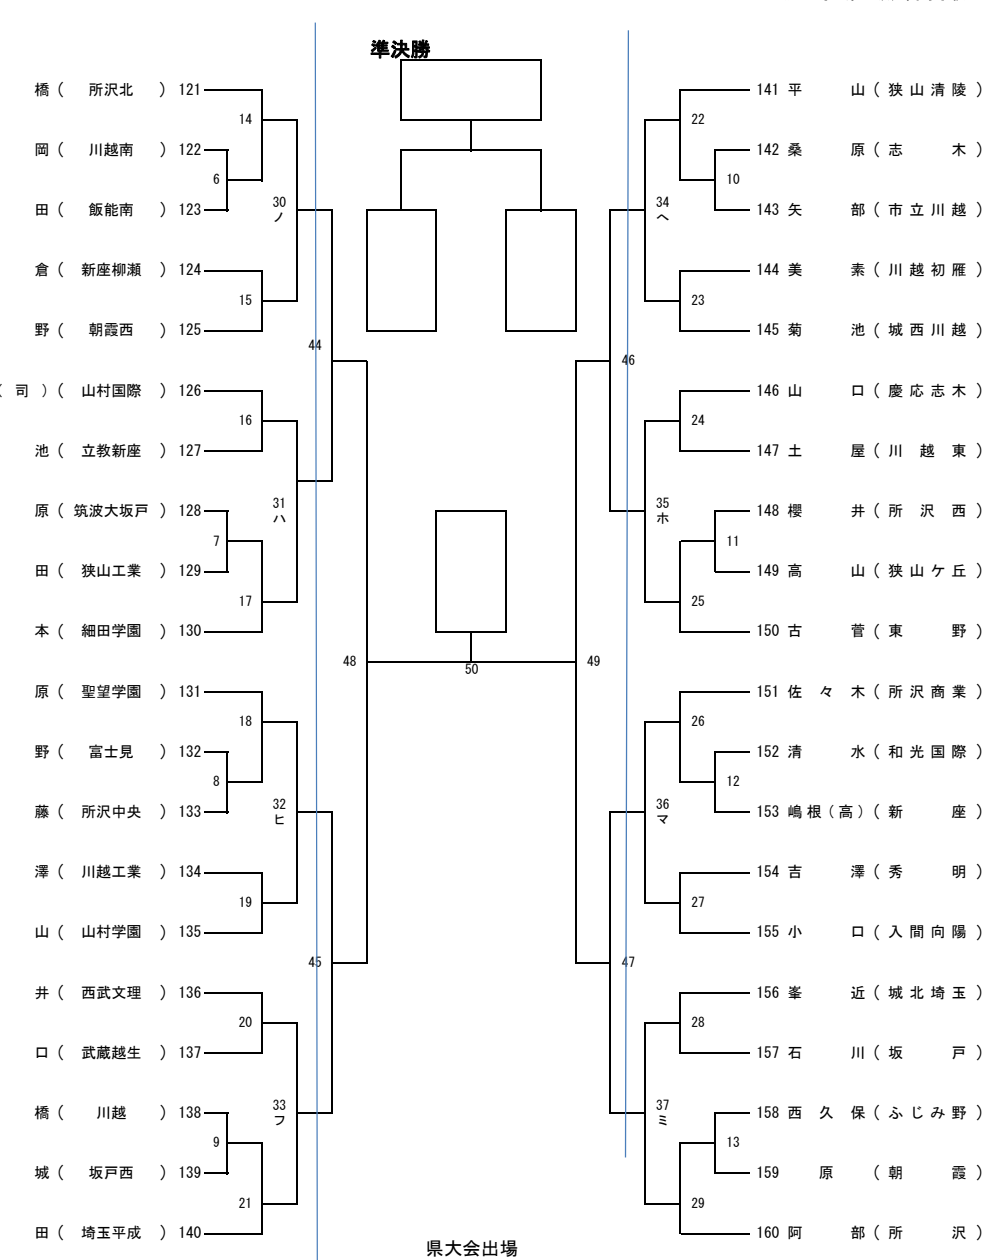 準決勝
橋 ( 所沢北 ) 121
14
岡 ( 川越南 ) 122
6
田 ( 飯能南 ) 123
30
ノ
倉 ( 新座柳瀬 ) 124
15
野 ( 朝霞西 ) 125
44
( 司 ) ( 山村国際 ) 126
16
池 ( 立教新座 ) 127
31
ハ
原 ( 筑波大坂戸 ) 128
7
田 ( 狭山工業 ) 129
17
本 ( 細田学園 ) 130
48
原 ( 聖望学園 ) 131
18
野 ( 富士見 ) 132
8
藤 ( 所沢中央 ) 133
32
ヒ
澤 ( 川越工業 ) 134
19
山 ( 山村学園 ) 135
45
井 ( 西武文理 ) 136
20
口 ( 武蔵越生 ) 137
33
フ
橋 ( 川越 ) 138
9
城 ( 坂戸西 ) 139
21
田 ( 埼玉平成 ) 140
50
141 平 山 ( 狭山清陵 )
22
142 桑 原 ( 志 木 )
10
143 矢 部 ( 市立川越 )
34
ヘ
144 美 素 ( 川越初雁 )
23
145 菊 池 ( 城西川越 )
46
146 山 口 ( 慶応志木 )
24
147 土 屋 ( 川 越 東 )
35
ホ
148 櫻 井 ( 所 沢 西 )
11
149 高 山 ( 狭山ケ丘 )
25
150 古 菅 ( 東 野 )
49
151 佐 々 木 ( 所沢商業 )
26
152 清 水 ( 和光国際 )
12
153 嶋根(高) ( 新 座 )
36
マ
154 吉 澤 ( 秀 明 )
27
155 小 口 ( 入間向陽 )
47
156 峯 近 ( 城北埼玉 )
28
157 石 川 ( 坂 戸 )
37
ミ
158 西 久 保 ( ふじみ野 )
13
159 原 ( 朝 霞 )
29
160 阿 部 ( 所 沢 )
県大会出場